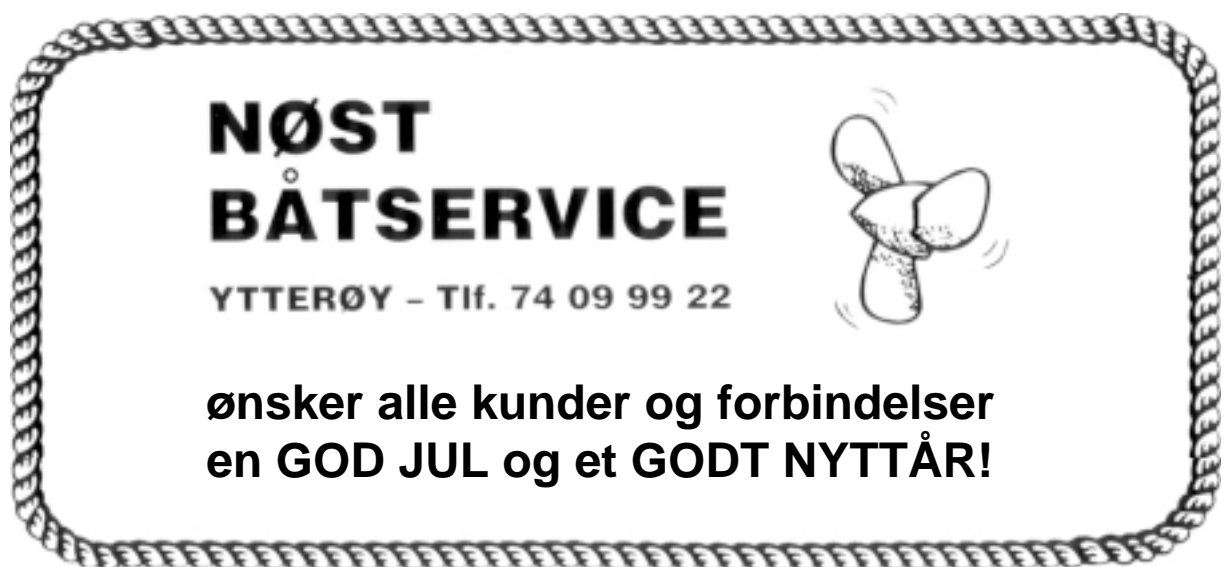 NØST
BÅTSERVICE
YTTERØY – Tlf. 74 09 99 22
ønsker alle kunder og forbindelser
en GOD JUL og et GODT NYTTÅR!